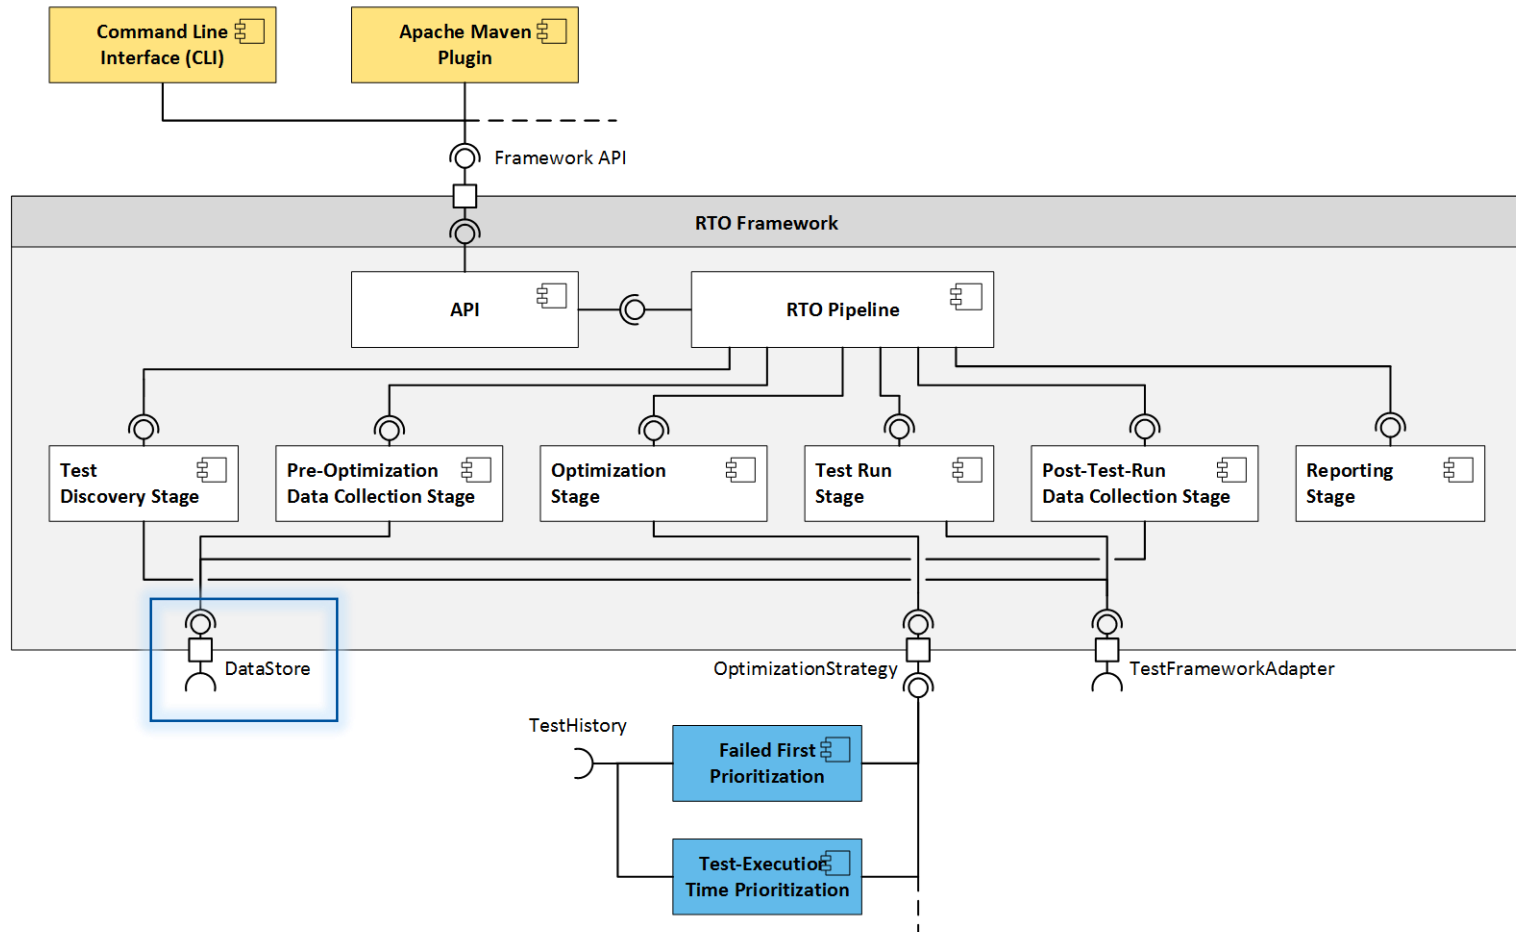 Command Line
Interface (CLI)
Apache Maven
Plugin
Framework API
RTO Framework
API
RTO Pipeline
Test
Discovery Stage
Pre-Optimization
Data Collection Stage
Optimization
Stage
Test Run
Stage
Post-Test-Run
Data Collection Stage
Reporting
Stage
DataStore
OptimizationStrategy
TestFrameworkAdapter
TestHistory
Failed First
Prioritization
Test-Execution
Time Prioritization